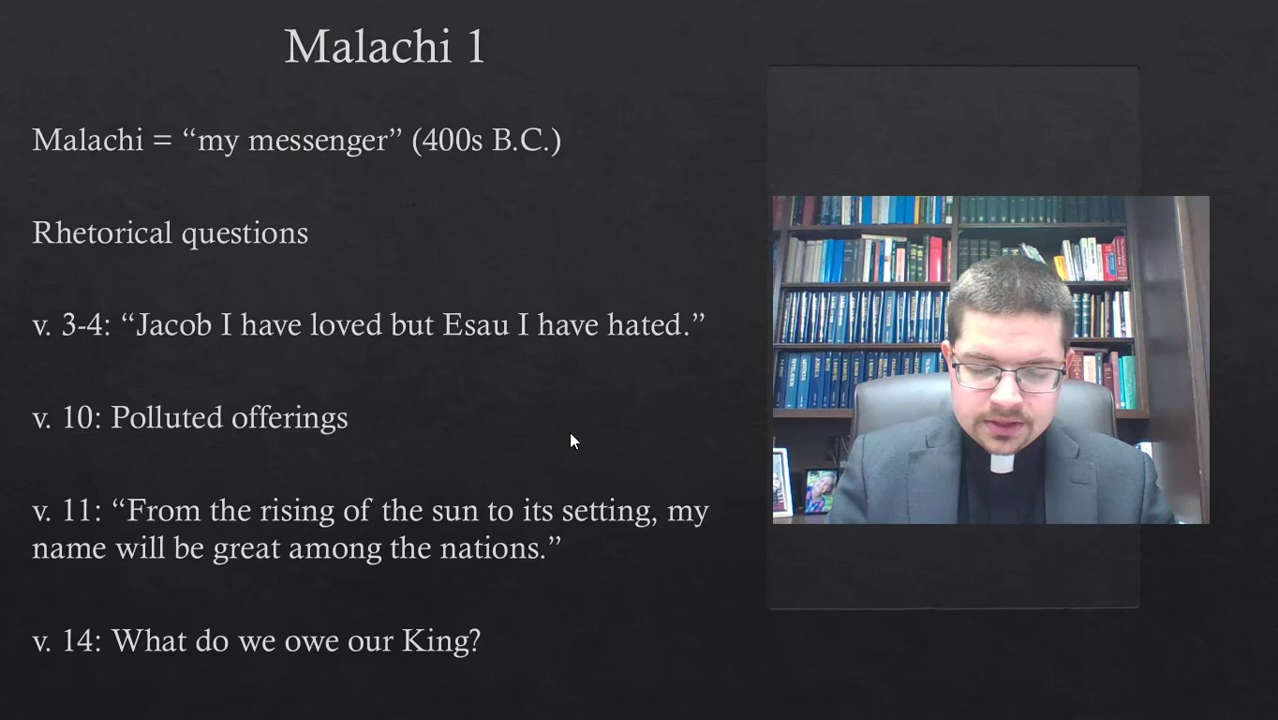 Malachi 1
Malachi = “my messenger” (400s B.C.)
Rhetorical questions
v. 3-4: “Jacob I have loved but Esau I have hated.”
v. 10: Polluted offerings
v. 11: “From the rising of the sun to its setting, my
name will be great among the nations.”
v. 14: What do we owe our King?